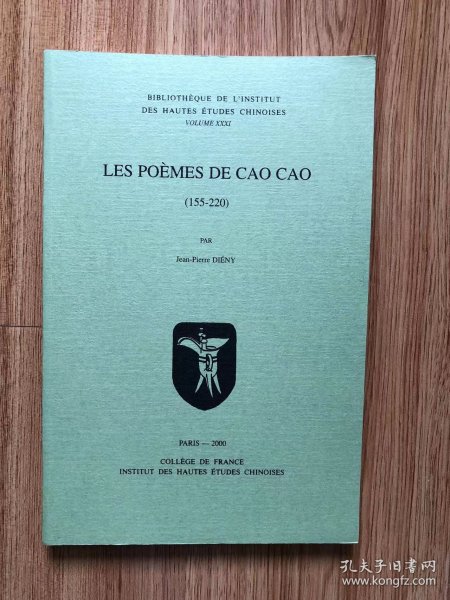 BIBLIOTHÈQUE DE L'INSTITUT
DES HAUTES ÉTUDES CHINOISES
VOLUME XXXI
LES POÈMES DE CAO CAO
(155-220)
PAR
Jean-Pierre DIÉNY
PARIS — 2000
COLLÈGE DE FRANCE
INSTITUT DES HAUTES ÉTUDES CHINOISES
孔夫子旧书网
www.kongfz.com